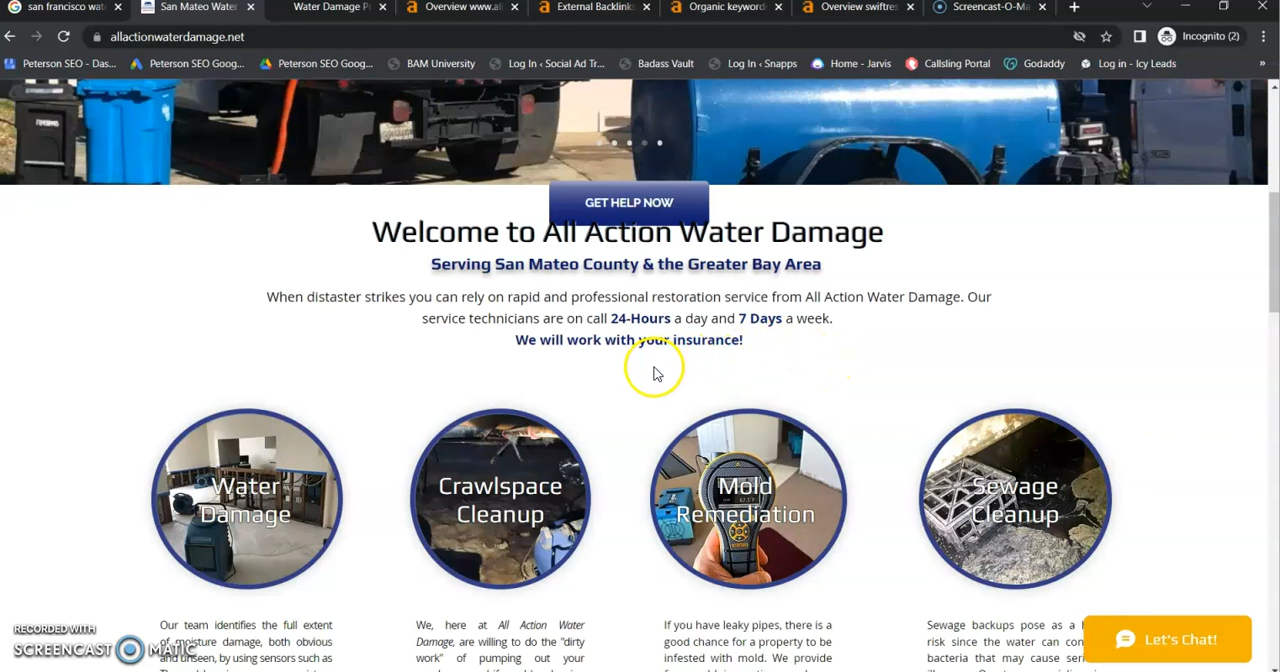 san francisco wat
San Mateo Water
Water Damage P
Overview www.al
External Backlinks
Organic keyword
Overview swiftres
Screencast-O-Ma
allactionwaterdamage.net
Incognito (2)
Peterson SEO - Das...
Peterson SEO Goog...
Peterson SEO Goog...
BAM University
Log In ‹ Social Ad Tr...
Badass Vault
Log In ‹ Snapps
Home - Jarvis
Callsling Portal
Godaddy
Log in - Icy Leads
»
GET HELP NOW
Welcome to All Action Water Damage
Serving San Mateo County & the Greater Bay Area
When distaster strikes you can rely on rapid and professional restoration service from All Action Water Damage. Our
service technicians are on call 24-Hours a day and 7 Days a week.
We will work with your insurance!
Water
Damage
Crawlspace
Cleanup
Mold
Remediation
Sewage
Cleanup
Our team identifies the full extent
of moisture damage, both obvious
and unseen, by using sensors such as
We, here at All Action Water
Damage, are willing to do the "dirty
work" of pumping out your
If you have leaky pipes, there is a
good chance for a property to be
infested with mold. We provide
Sewage backups pose as a h
risk since the water can con
bacteria that may cause seri
Let's Chat!
RECORDED WITH
SCREENCAST MATIC